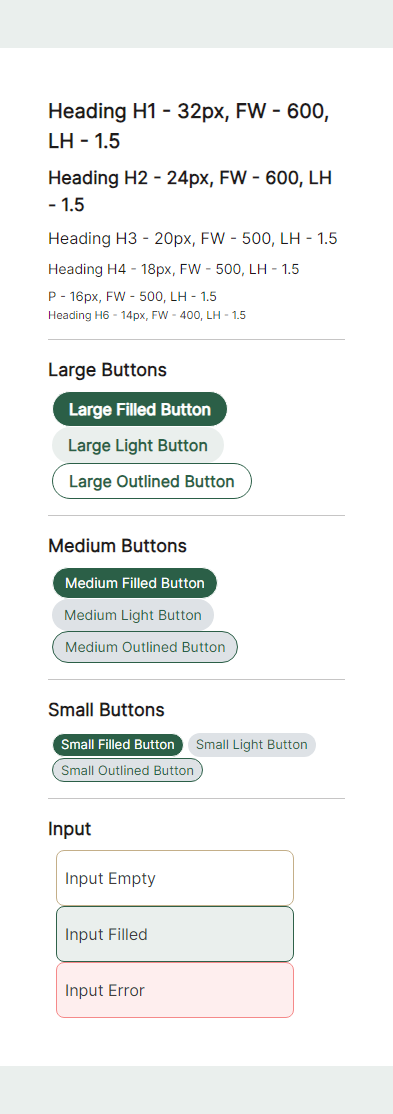 Heading H1 - 32px, FW - 600,
LH - 1.5
Heading H2 - 24px, FW - 600, LH
- 1.5
Heading H3 - 20px, FW - 500, LH - 1.5
Heading H4 - 18px, FW - 500, LH - 1.5
P - 16px, FW - 500, LH - 1.5
Heading H6 - 14px, FW - 400, LH - 1.5
Large Buttons
Large Filled Button
Large Light Button
Large Outlined Button
Medium Buttons
Medium Filled Button
Medium Light Button
Medium Outlined Button
Small Buttons
Small Filled Button Small Light Button
Small Outlined Button
Input
Input Empty
Input Filled
Input Error